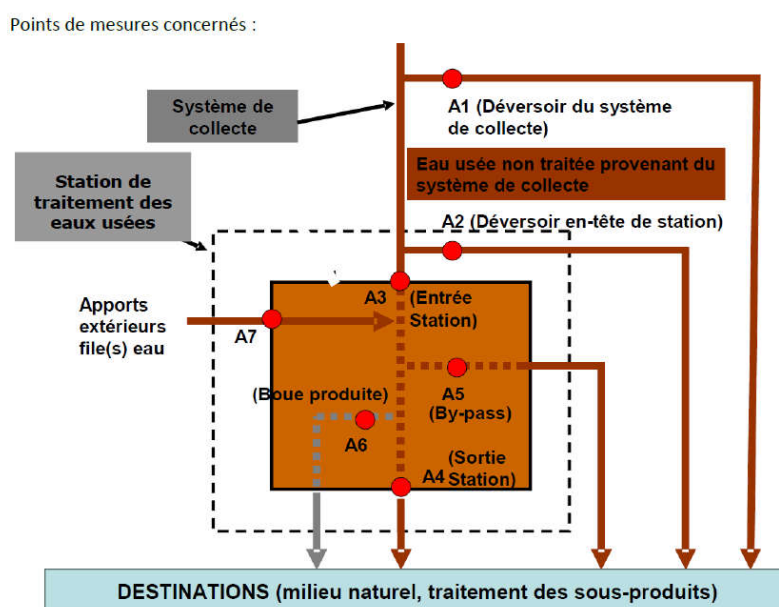 Points de mesures concernés :
Système de
collecte
A1 (Déversoir du système
de collecte)
Eau usée non traitée provenant du
système de collecte
Station de
traitement des
eaux usées
A2 (Déversoir en-tête de station)
A3 (Entrée
Station)
Apports
extérieurs
file(s) eau
A7
(Boue produite)
A5
(By-pass)
A6
(Sortie
A4 Station)
DESTINATIONS (milieu naturel, traitement des sous-produits)